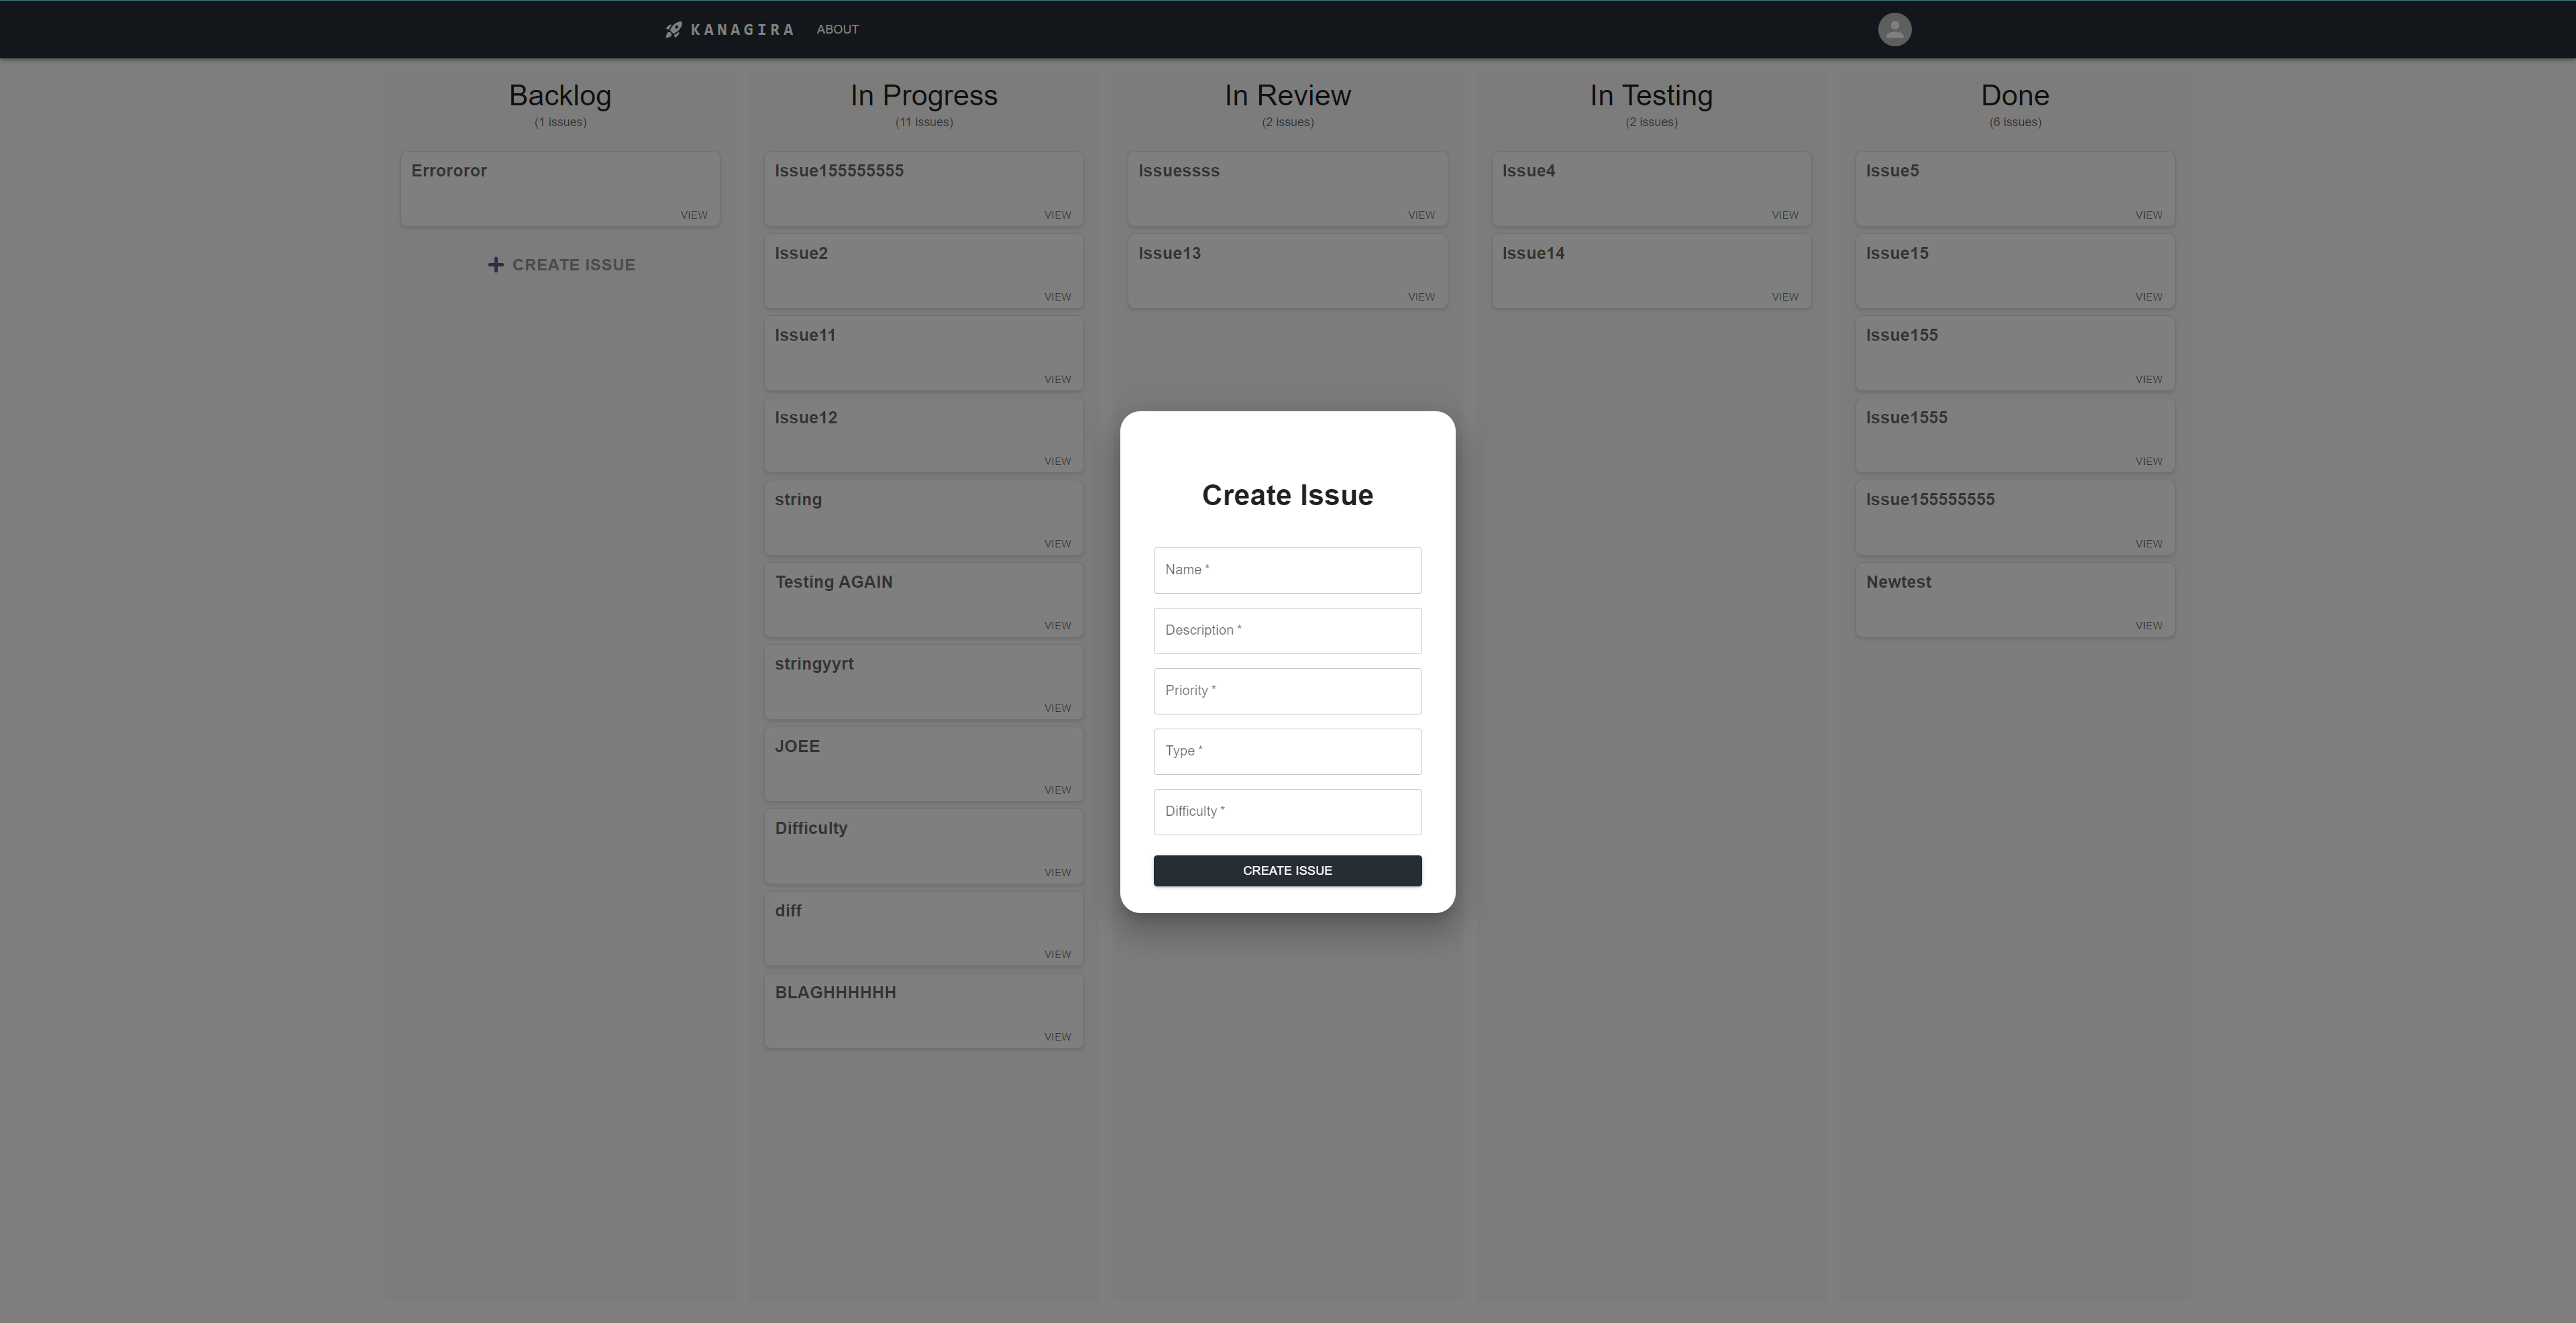 KANAGIRA ABOUT
Backlog
(1 issues)
Errororor
VIEW
CREATE ISSUE
In Progress
(11 issues)
Issue155555555
VIEW
Issue2
VIEW
Issue11
VIEW
Issue12
VIEW
string
VIEW
Testing AGAIN
VIEW
stringyyrt
VIEW
JOEE
VIEW
Difficulty
VIEW
diff
VIEW
BLAGHHHHHH
VIEW
In Review
(2 issues)
Issuessss
VIEW
Issue13
VIEW
In Testing
(2 issues)
Issue4
VIEW
Issue14
VIEW
Done
(6 issues)
Issue5
VIEW
Issue15
VIEW
Issue155
VIEW
Issue1555
VIEW
Issue155555555
VIEW
Newtest
VIEW
Create Issue
Name *
Description *
Priority *
Type *
Difficulty *
CREATE ISSUE